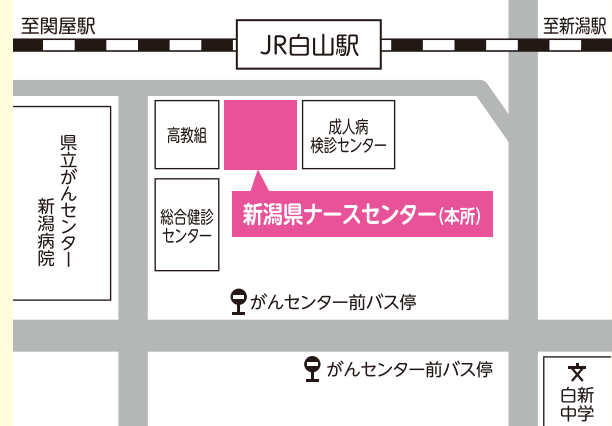 至関屋駅
JR白山駅
至新潟駅
高教組
成人病
検診センター
県立がんセンター
新潟病院
新潟県ナースセンター(本所)
総合健診
センター
がんセンター前バス停
がんセンター前バス停
白新
中学